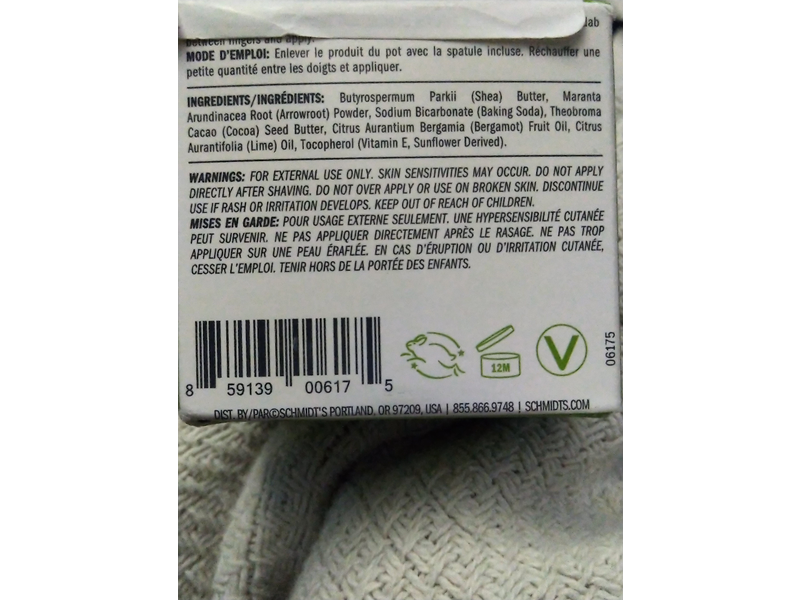 lab
between fingers and apply.
MODE D'EMPLOI: Enlever le produit du pot avec la spatule incluse. Réchauffer une
petite quantité entre les doigts et appliquer.
INGREDIENTS/INGRÉDIENTS: Butyrospermum Parkii (Shea) Butter, Maranta
Arundinacea Root (Arrowroot) Powder, Sodium Bicarbonate (Baking Soda), Theobroma
Cacao (Cocoa) Seed Butter, Citrus Aurantium Bergamia (Bergamot) Fruit Oil, Citrus
Aurantifolia (Lime) Oil, Tocopherol (Vitamin E, Sunflower Derived).
WARNINGS: FOR EXTERNAL USE ONLY. SKIN SENSITIVITIES MAY OCCUR. DO NOT APPLY
DIRECTLY AFTER SHAVING. DO NOT OVER APPLY OR USE ON BROKEN SKIN. DISCONTINUE
USE IF RASH OR IRRITATION DEVELOPS. KEEP OUT OF REACH OF CHILDREN.
MISES EN GARDE: POUR USAGE EXTERNE SEULEMENT. UNE HYPERSENSIBILITÉ CUTANÉE
PEUT SURVENIR. NE PAS APPLIQUER DIRECTEMENT APRÈS LE RASAGE. NE PAS TROP
APPLIQUER SUR UNE PEAU ÉRAFLÉE. EN CAS D'ÉRUPTION OU D'IRRITATION CUTANÉE,
CESSER L'EMPLOI. TENIR HORS DE LA PORTÉE DES ENFANTS.
8 59139 00617 5
12M
V
06175
DIST. BY/PAR©SCHMIDT'S PORTLAND, OR 97209, USA | 855.866.9748 | SCHMIDTS.COM